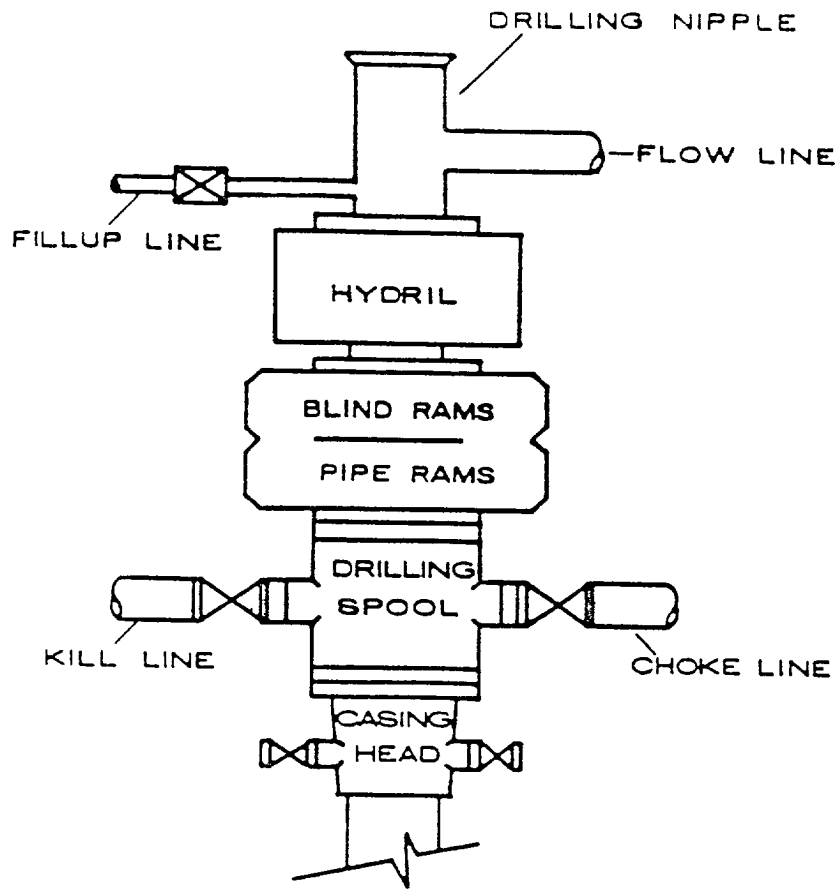 DRILLING NIPPLE
FLOW LINE
FILLUP LINE
HYDRIL
BLIND RAMS
PIPE RAMS
DRILLING
SPOOL
KILL LINE
CHOKE LINE
CASING
HEAD